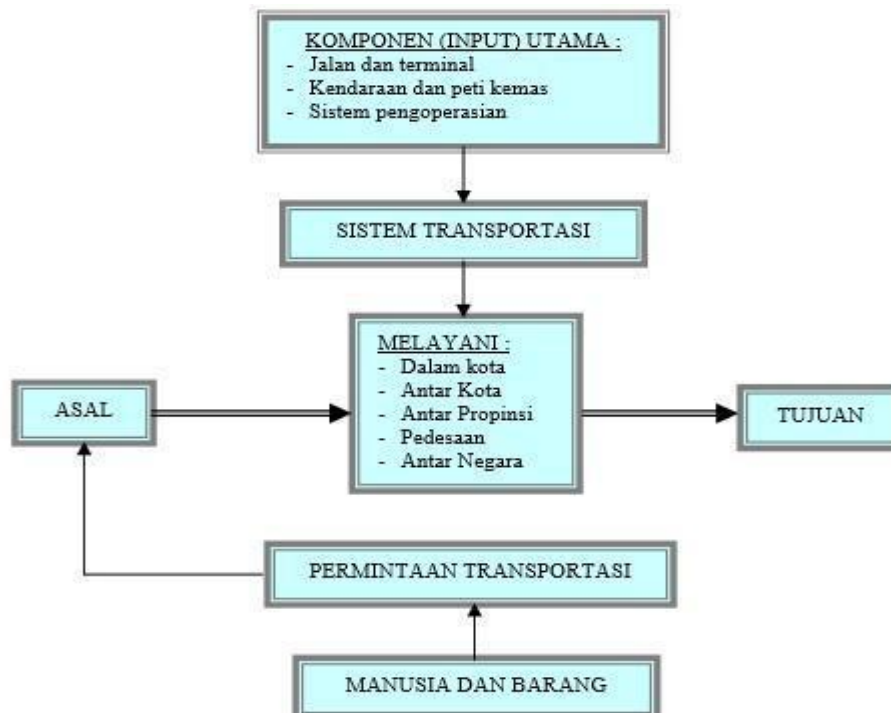 KOMPONEN (INPUT) UTAMA :
- Jalan dan terminal
- Kendaraan dan peti kemas
- Sistem pengoperasian
SISTEM TRANSPORTASI
MELAYANI :
- Dalam kota
- Antar Kota
- Antar Propinsi
- Pedesaan
- Antar Negara
ASAL
TUJUAN
PERMINTAAN TRANSPORTASI
MANUSIA DAN BARANG